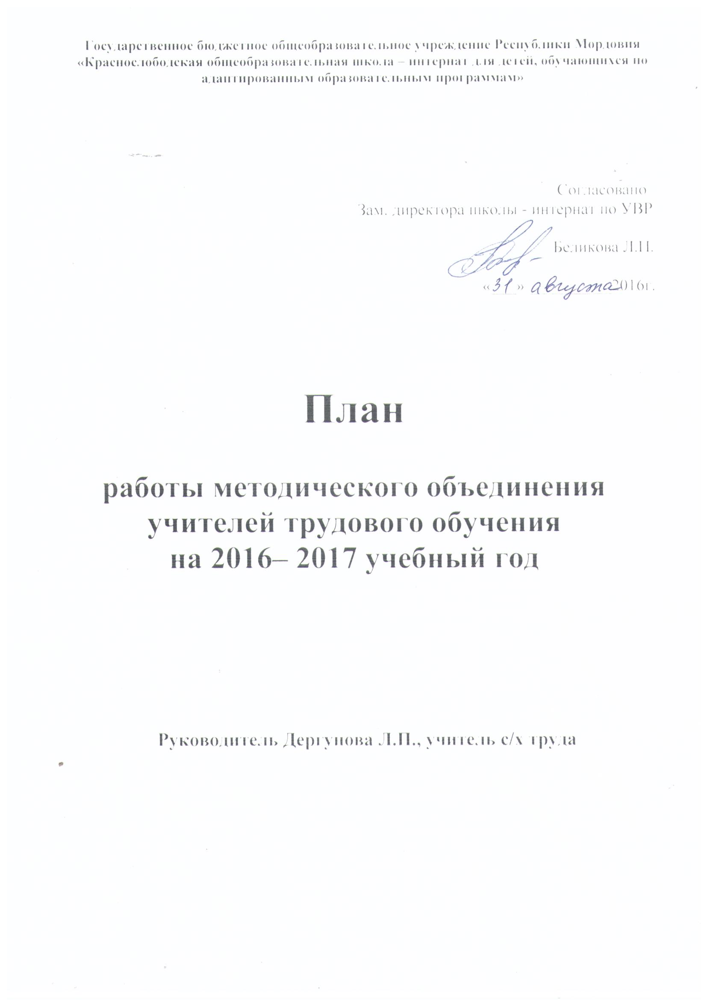 Государственное бюджетное общеобразовательное учреждение Республики Мордовия
«Краснослободская общеобразовательная школа – интернат для детей, обучающихся по
адаптированным образовательным программам»
Согласовано
Зам. директора школы - интернат по УВР
Беликова Л.П.
«31» августа 2016г.
План
работы методического объединения
учителей трудового обучения
на 2016– 2017 учебный год
Руководитель Дергунова Л.П., учитель с/х труда